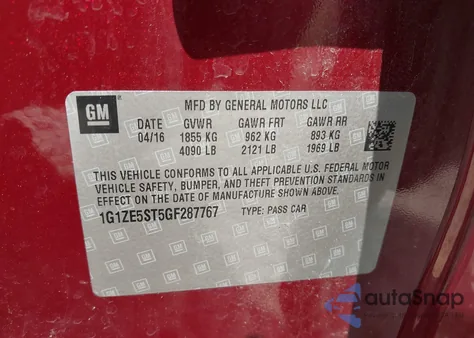 GM
MFD BY GENERAL MOTORS LLC
DATE GVWR GAWR FRT GAWR RR
04/16 1855 KG 962 KG 893 KG
4090 LB 2121 LB 1969 LB
THIS VEHICLE CONFORMS TO ALL APPLICABLE U.S. FEDERAL MOTOR
VEHICLE SAFETY, BUMPER, AND THEFT PREVENTION STANDARDS IN
EFFECT ON THE DATE OF MANUFACTURE SHOWN ABOVE.
1G1ZE5ST5GF287767 TYPE: PASS CAR
autoSnap